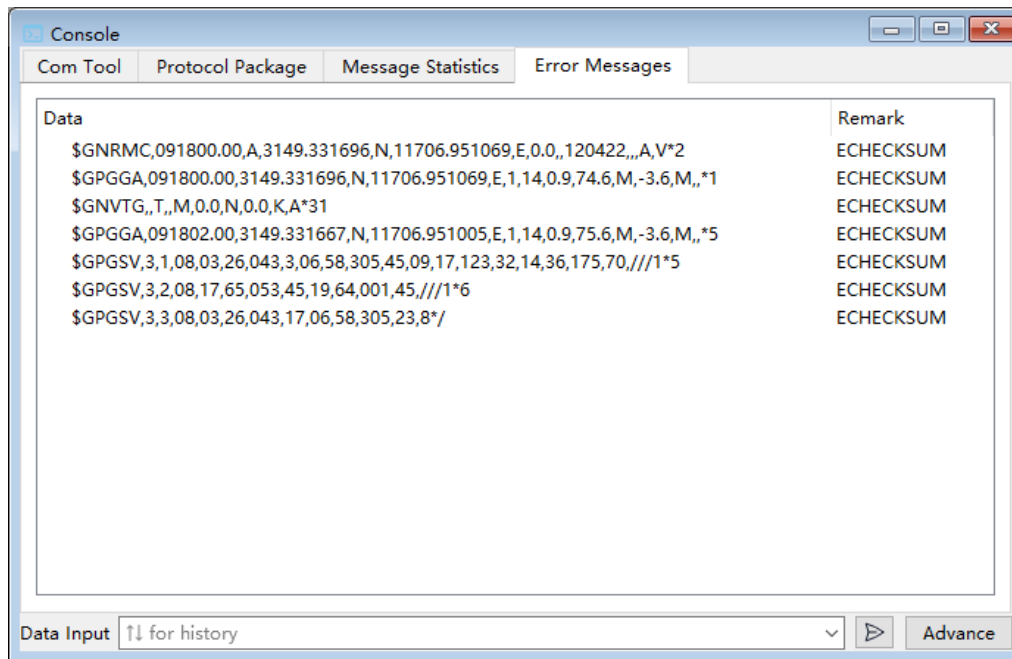 Console
Com Tool Protocol Package Message Statistics Error Messages
Data Remark
$GNRMC,091800.00,A,3149.331696,N,11706.951069,E,0.0,,120422,,,A,V*2 ECHECKSUM
$GPGGA,091800.00,3149.331696,N,11706.951069,E,1,14,0.9,74.6,M,-3.6,M,,*1 ECHECKSUM
$GNVTG,,T,,M,0.0,N,0.0,K,A*31 ECHECKSUM
$GPGGA,091802.00,3149.331667,N,11706.951005,E,1,14,0.9,75.6,M,-3.6,M,,*5 ECHECKSUM
$GPGSV,3,1,08,03,26,043,3,06,58,305,45,09,17,123,32,14,36,175,70,///1*5 ECHECKSUM
$GPGSV,3,2,08,17,65,053,45,19,64,001,45,///1*6 ECHECKSUM
$GPGSV,3,3,08,03,26,043,17,06,58,305,23,8*/ ECHECKSUM
Data Input ↑↓ for history Advance